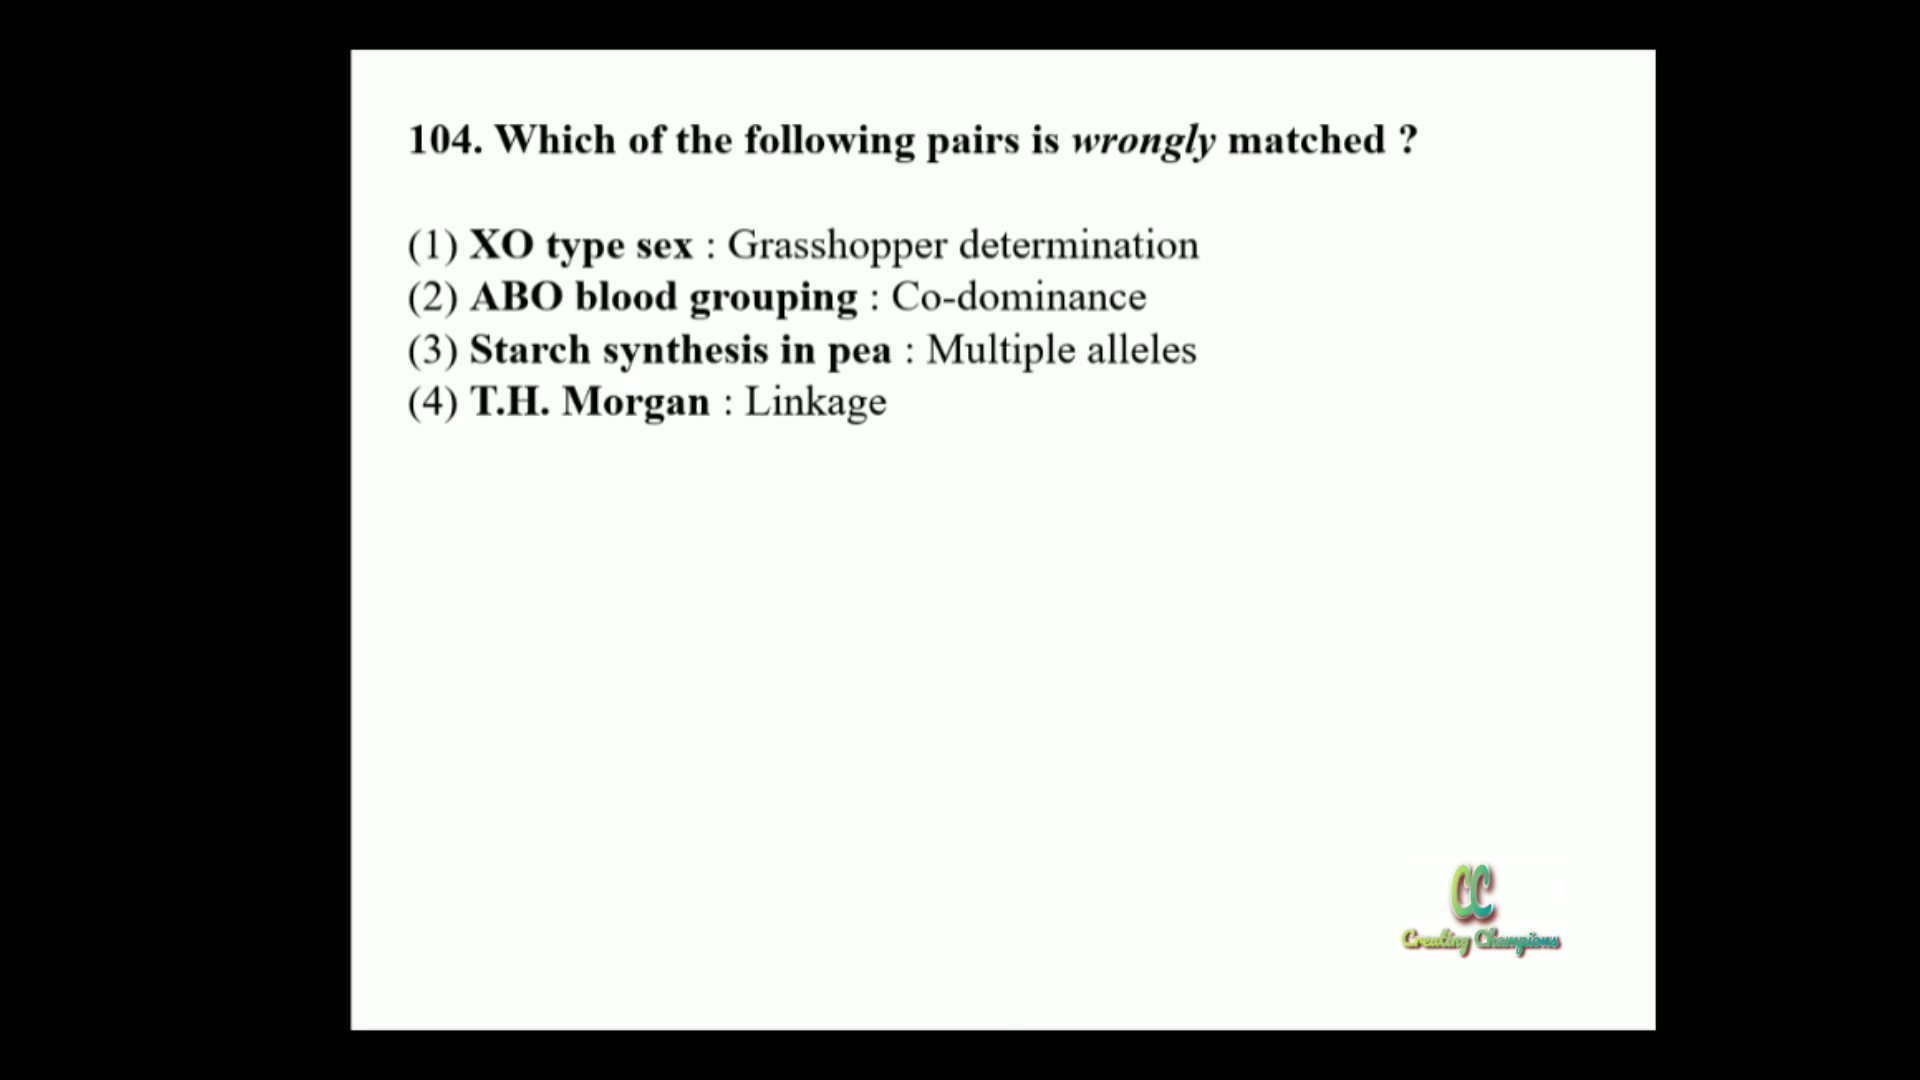 104. Which of the following pairs is wrongly matched ?
(1) XO type sex : Grasshopper determination
(2) ABO blood grouping : Co-dominance
(3) Starch synthesis in pea : Multiple alleles
(4) T.H. Morgan : Linkage
CC
Creating Champions